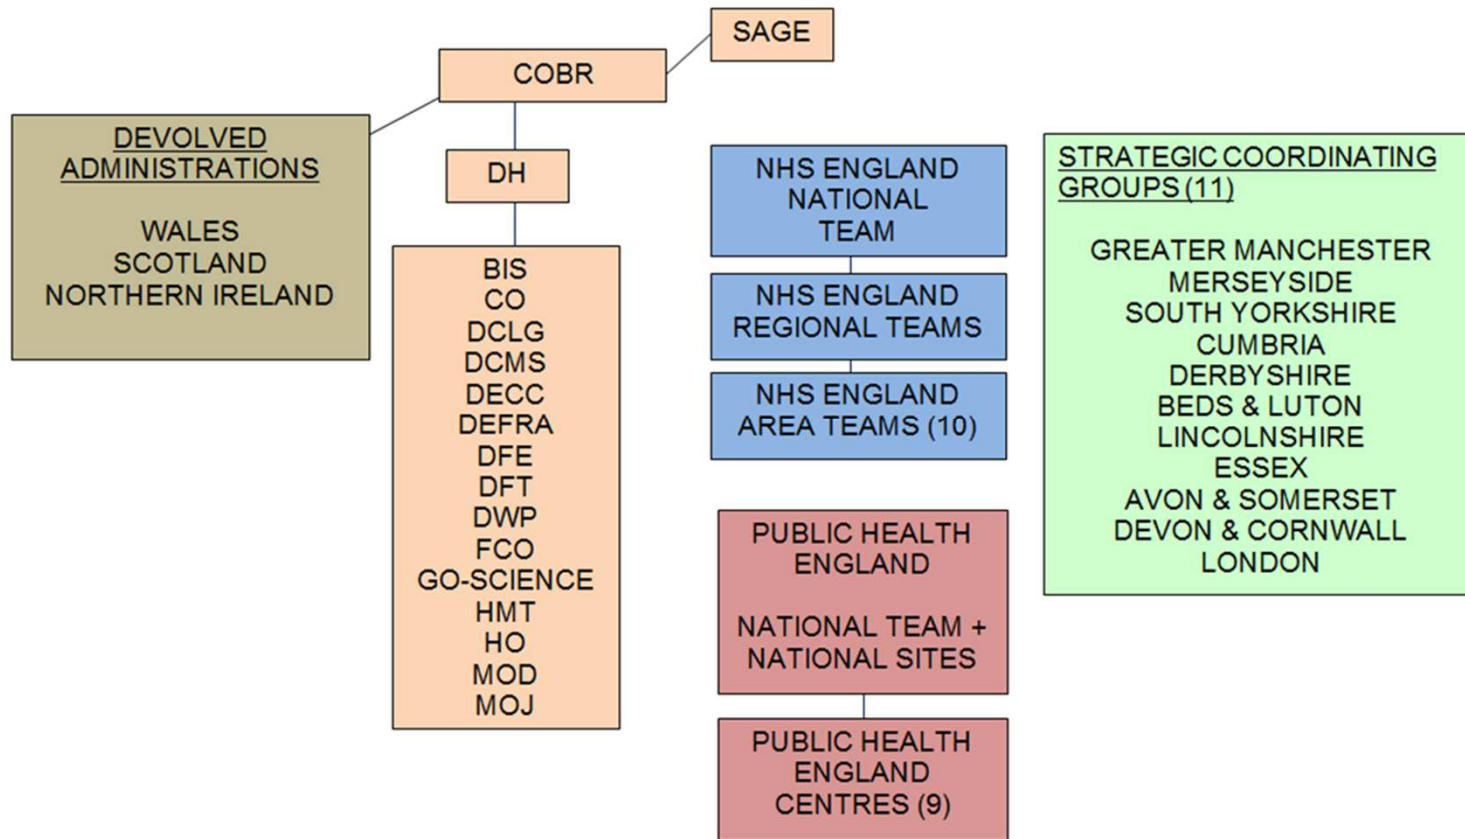 SAGE
COBR
DEVOLVED
ADMINISTRATIONS
WALES
SCOTLAND
NORTHERN IRELAND
DH
BIS
CO
DCLG
DCMS
DECC
DEFRA
DFE
DFT
DWP
FCO
GO-SCIENCE
HMT
HO
MOD
MOJ
NHS ENGLAND
NATIONAL
TEAM
NHS ENGLAND
REGIONAL TEAMS
NHS ENGLAND
AREA TEAMS (10)
PUBLIC HEALTH
ENGLAND
NATIONAL TEAM +
NATIONAL SITES
PUBLIC HEALTH
ENGLAND
CENTRES (9)
STRATEGIC COORDINATING
GROUPS (11)
GREATER MANCHESTER
MERSEYSIDE
SOUTH YORKSHIRE
CUMBRIA
DERBYSHIRE
BEDS & LUTON
LINCOLNSHIRE
ESSEX
AVON & SOMERSET
DEVON & CORNWALL
LONDON